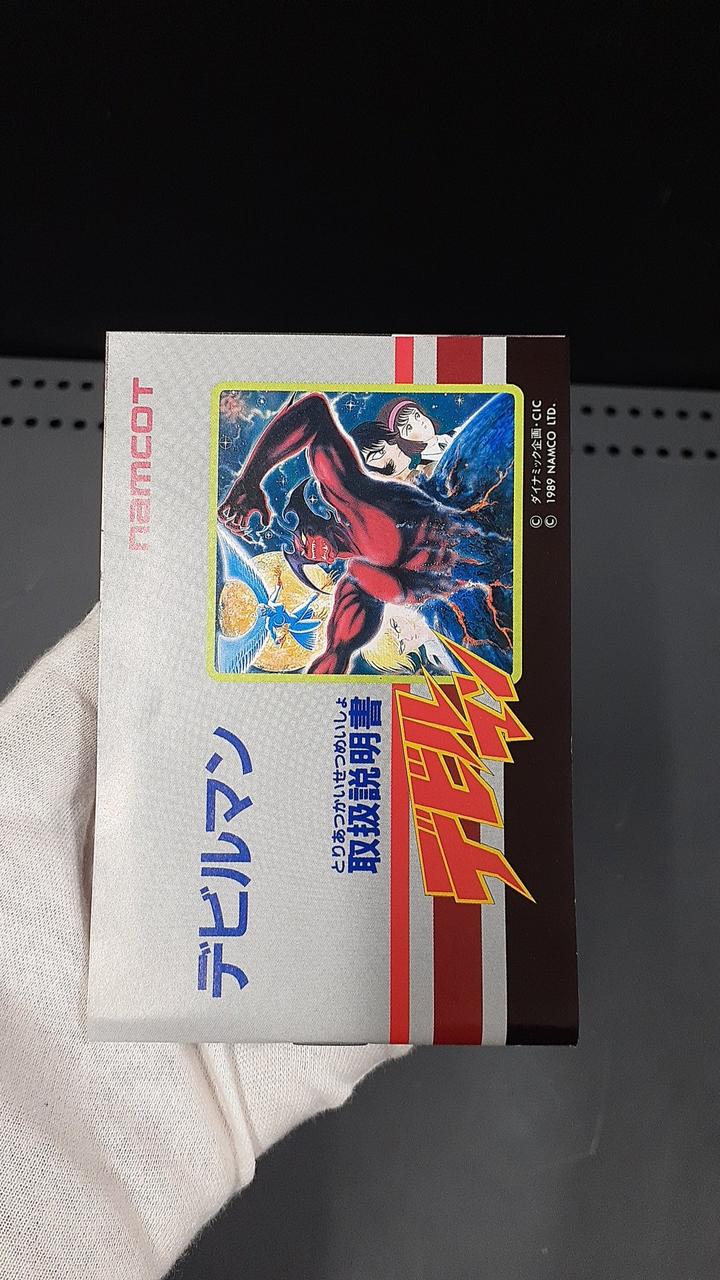 namcot
デビルマン
とりあつかいせつめいしょ
取扱説明書
デビルマン
© ダイナミック企画・CIC
© 1989 NAMCO LTD.